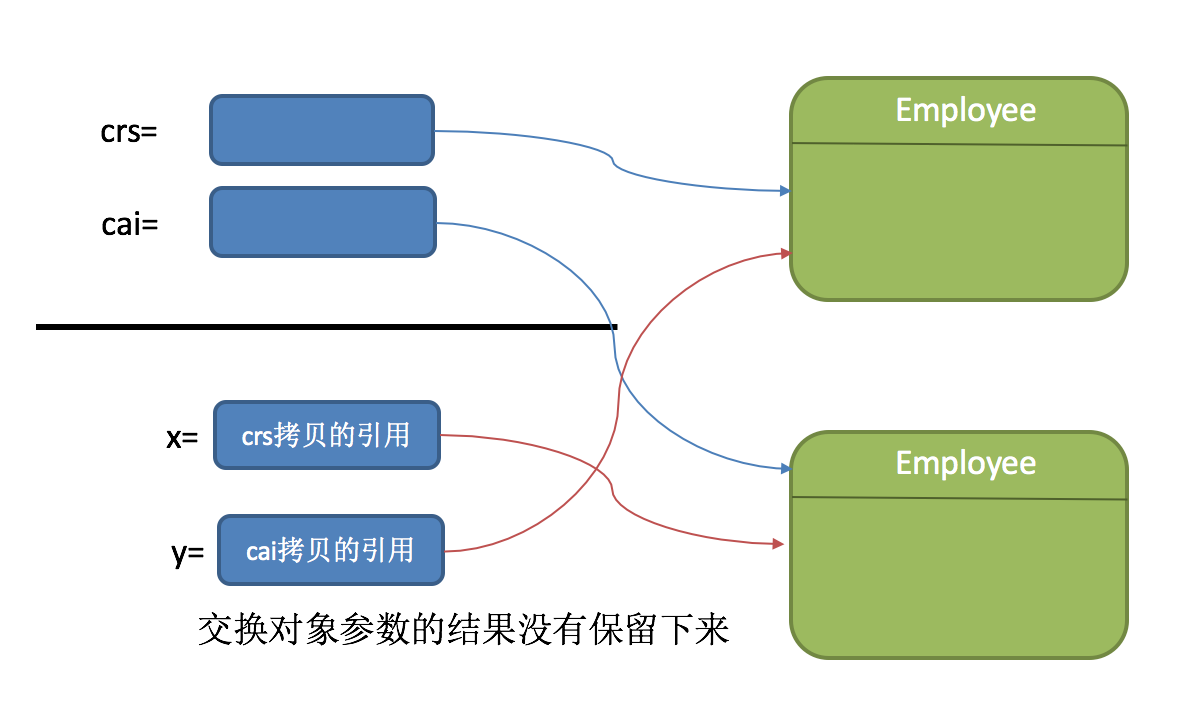 Employee
crs=
cai=
x= crs拷贝的引用
Employee
y= cai拷贝的引用
交换对象参数的结果没有保留下来